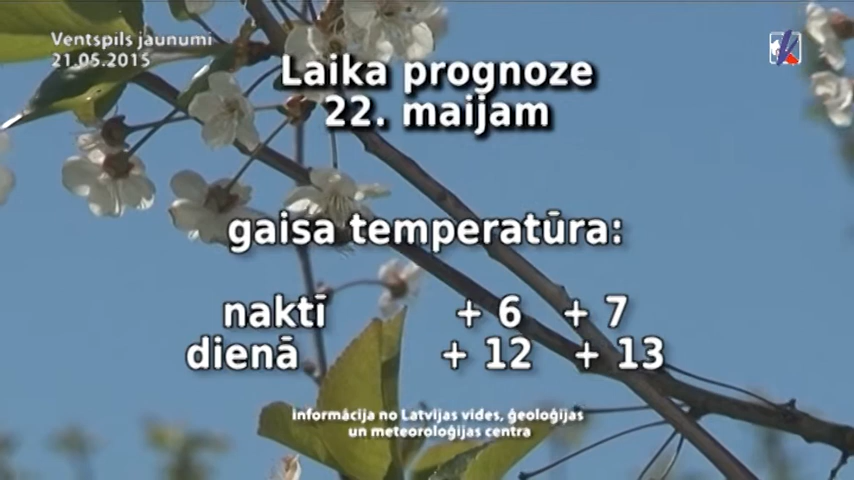 Ventspils jaunumi
21.05.2015
Laika prognoze
22. maijam
gaisa temperatūra:
naktī + 6 + 7
dienā + 12 + 13
informācija no Latvijas vides, ģeoloģijas
un meteoroloģijas centra